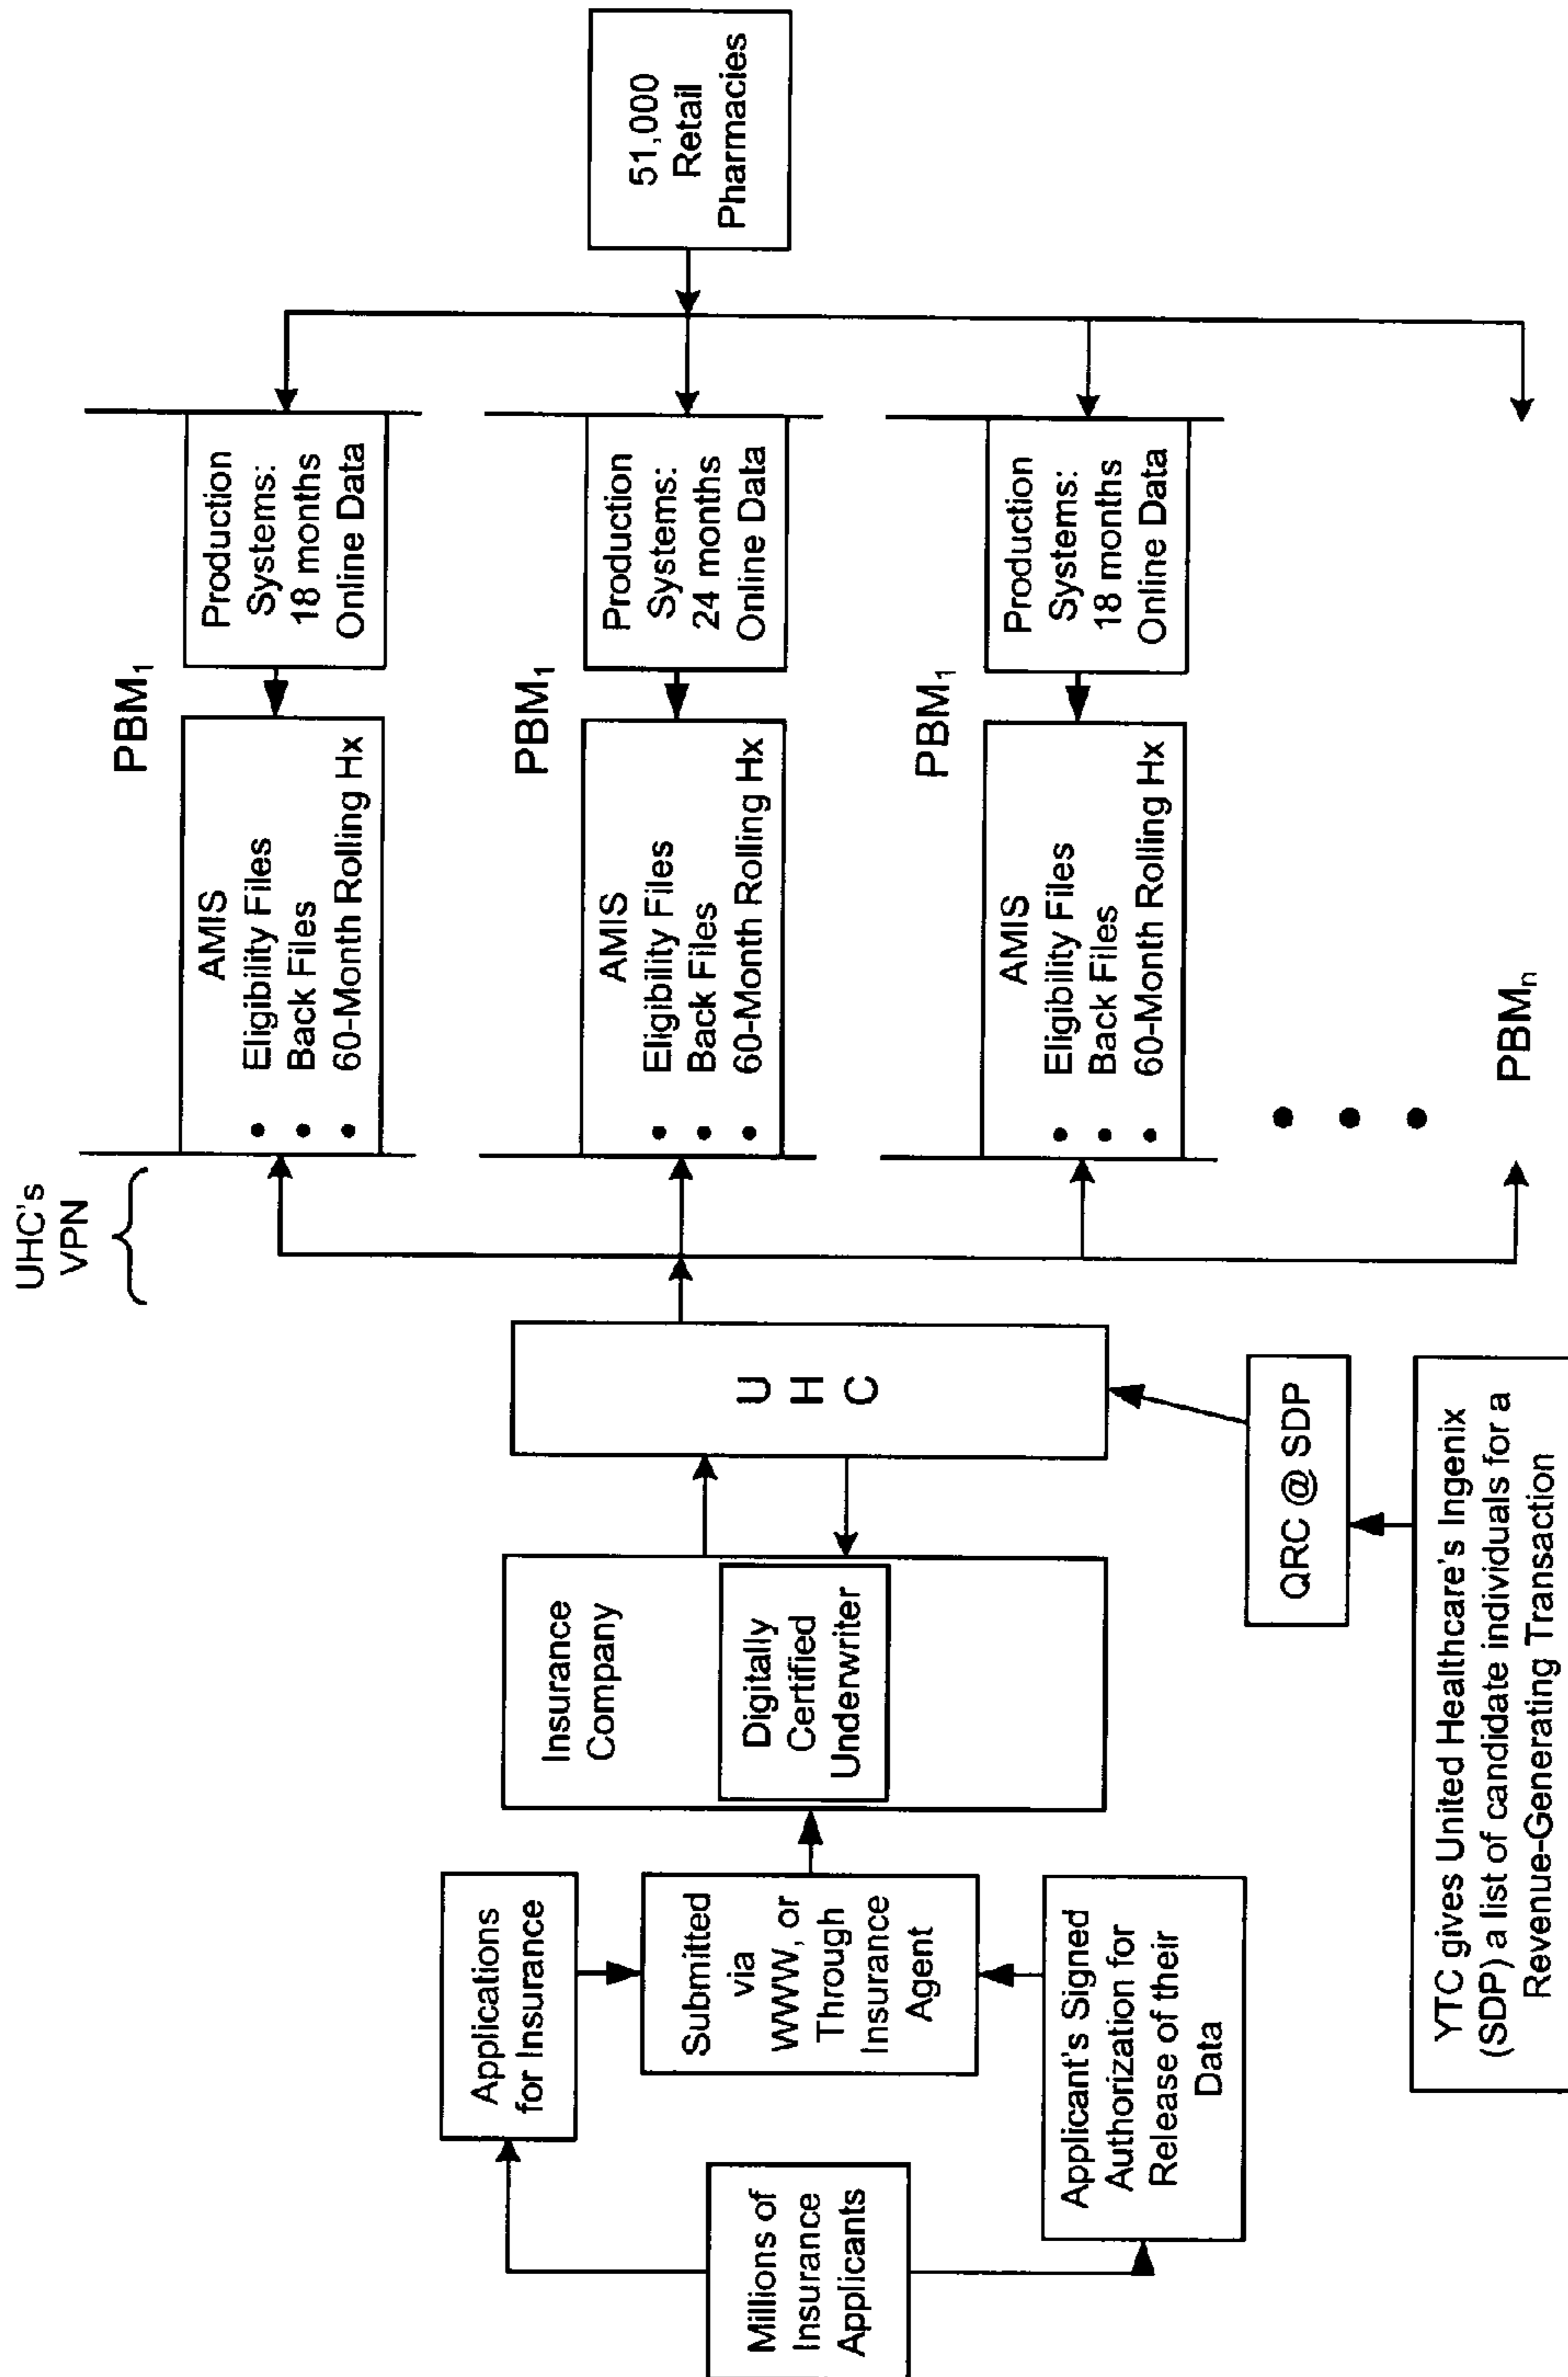 Millions of
Insurance
Applicants
Applications
for Insurance
Submitted
via
WWW, or
Through
Insurance
Agent
Applicant's Signed
Authorization for
Release of their
Data
Insurance
Company
Digitally
Certified
Underwriter
U
H
C
QRC @ SDP
YTC gives United Healthcare's Ingenix
(SDP) a list of candidate individuals for a
Revenue-Generating Transaction
UHC's
VPN
PBM₁
AMIS
• Eligibility Files
• Back Files
• 60-Month Rolling Hx
Production
Systems:
18 months
Online Data
PBM₁
AMIS
• Eligibility Files
• Back Files
• 60-Month Rolling Hx
Production
Systems:
24 months
Online Data
PBM₁
AMIS
• Eligibility Files
• Back Files
• 60-Month Rolling Hx
Production
Systems:
18 months
Online Data
PBMₙ
51,000
Retail
Pharmacies